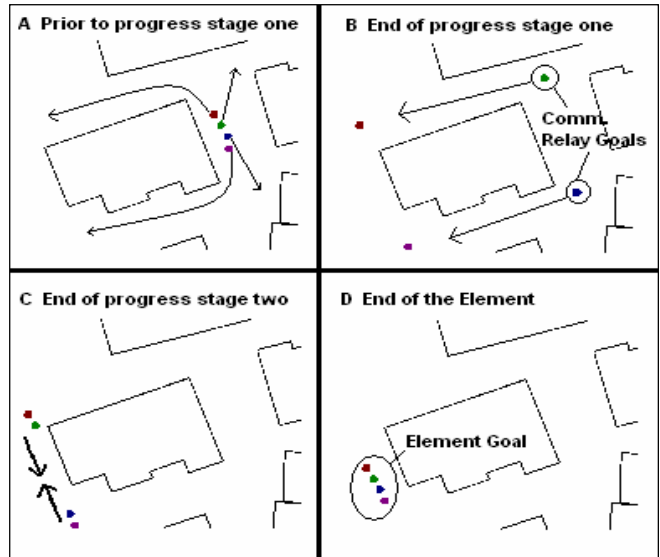 A Prior to progress stage one
B End of progress stage one
Comm.
Relay Goals
C End of progress stage two
D End of the Element
Element Goal